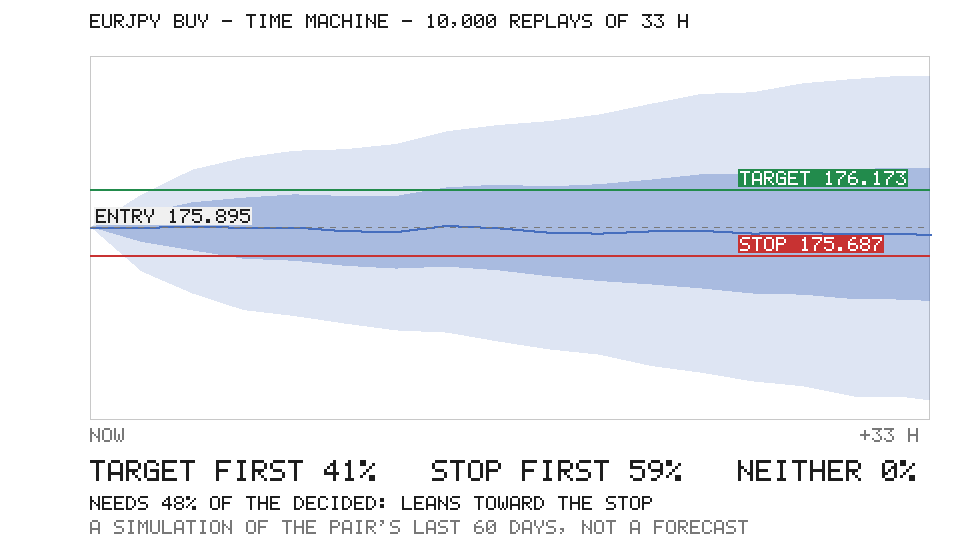 EURJPY BUY - TIME MACHINE - 10,000 REPLAYS OF 33 H
TARGET 176.173
ENTRY 175.895
STOP 175.687
NOW +33 H
TARGET FIRST 41% STOP FIRST 59% NEITHER 0%
NEEDS 48% OF THE DECIDED: LEANS TOWARD THE STOP
A SIMULATION OF THE PAIR'S LAST 60 DAYS, NOT A FORECAST